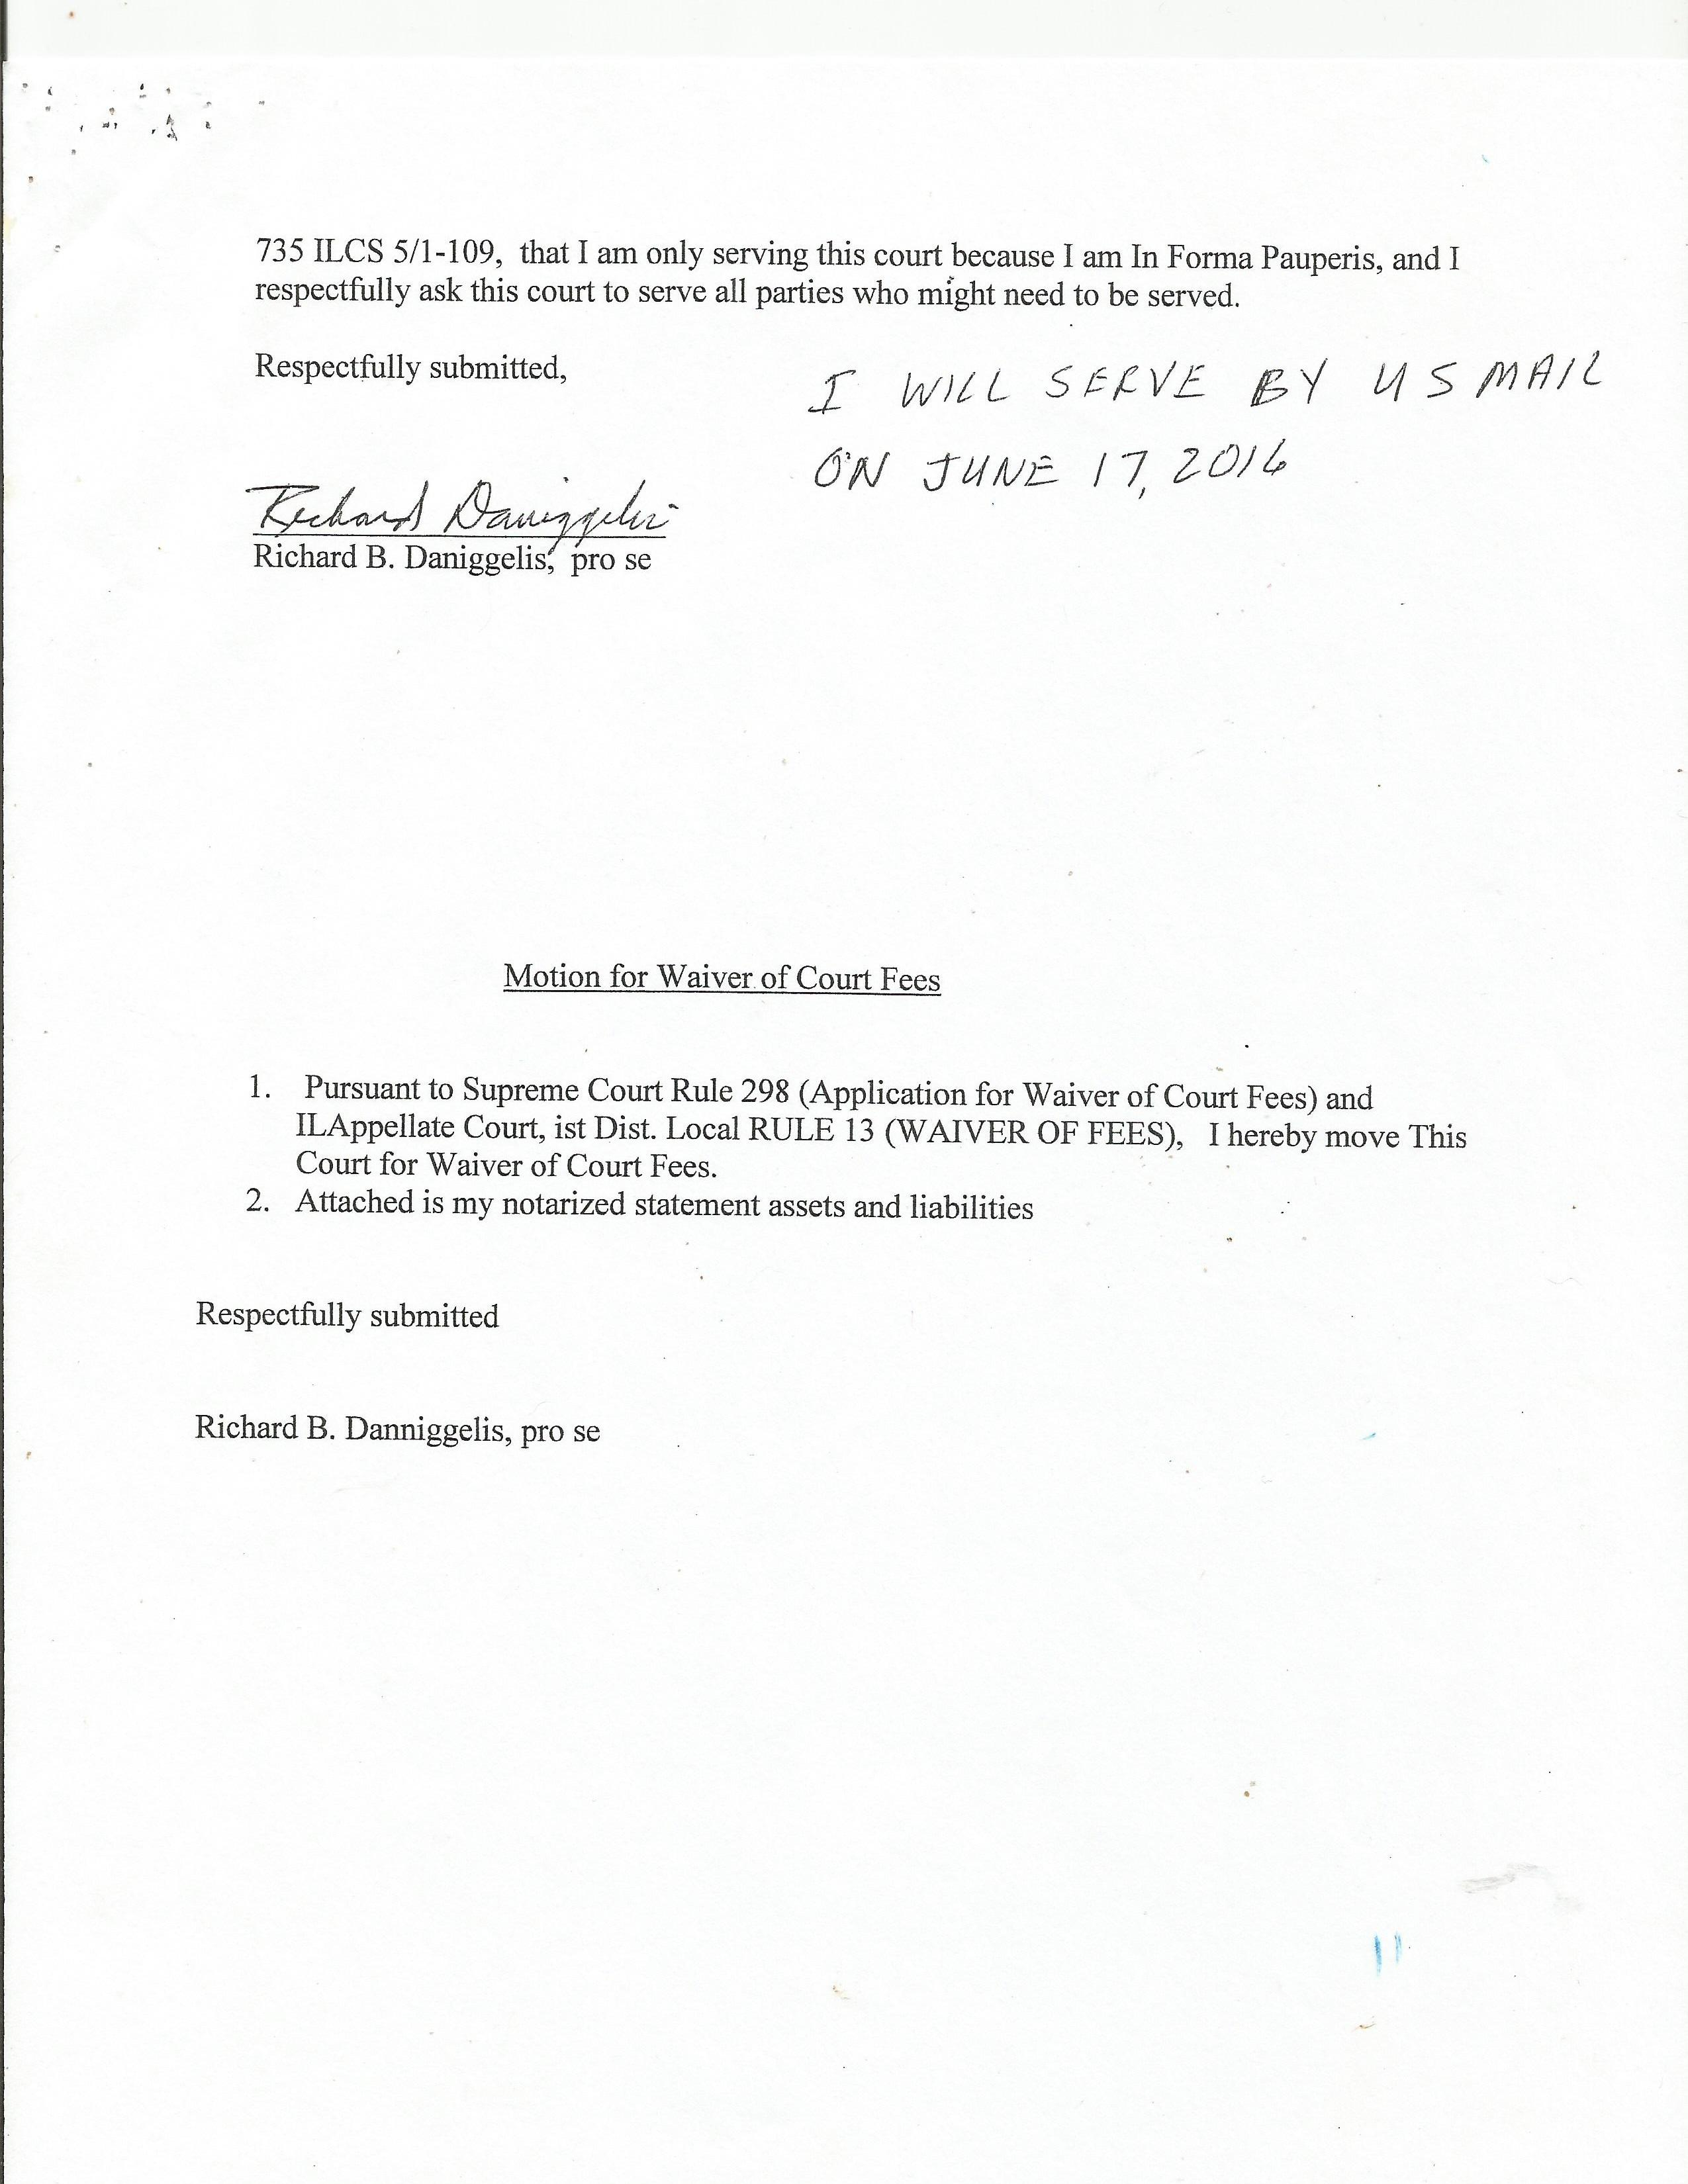 735 ILCS 5/1-109,  that I am only serving this court because I am In Forma Pauperis, and I
respectfully ask this court to serve all parties who might need to be served.
Respectfully submitted,
I WILL SERVE BY US MAIL
ON JUNE 17, 2016
Richard Daniggelis
Richard B. Daniggelis, pro se
Motion for Waiver of Court Fees
1.  Pursuant to Supreme Court Rule 298 (Application for Waiver of Court Fees) and
ILAppellate Court, ist Dist. Local RULE 13 (WAIVER OF FEES),   I hereby move This
Court for Waiver of Court Fees.
2.  Attached is my notarized statement assets and liabilities
Respectfully submitted
Richard B. Danniggelis, pro se